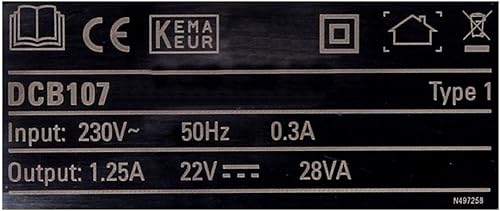 CE KEMA KEUR
DCB107 Type 1
Input: 230V~ 50Hz 0.3A
Output: 1.25A 22V⎓ 28VA
N497258